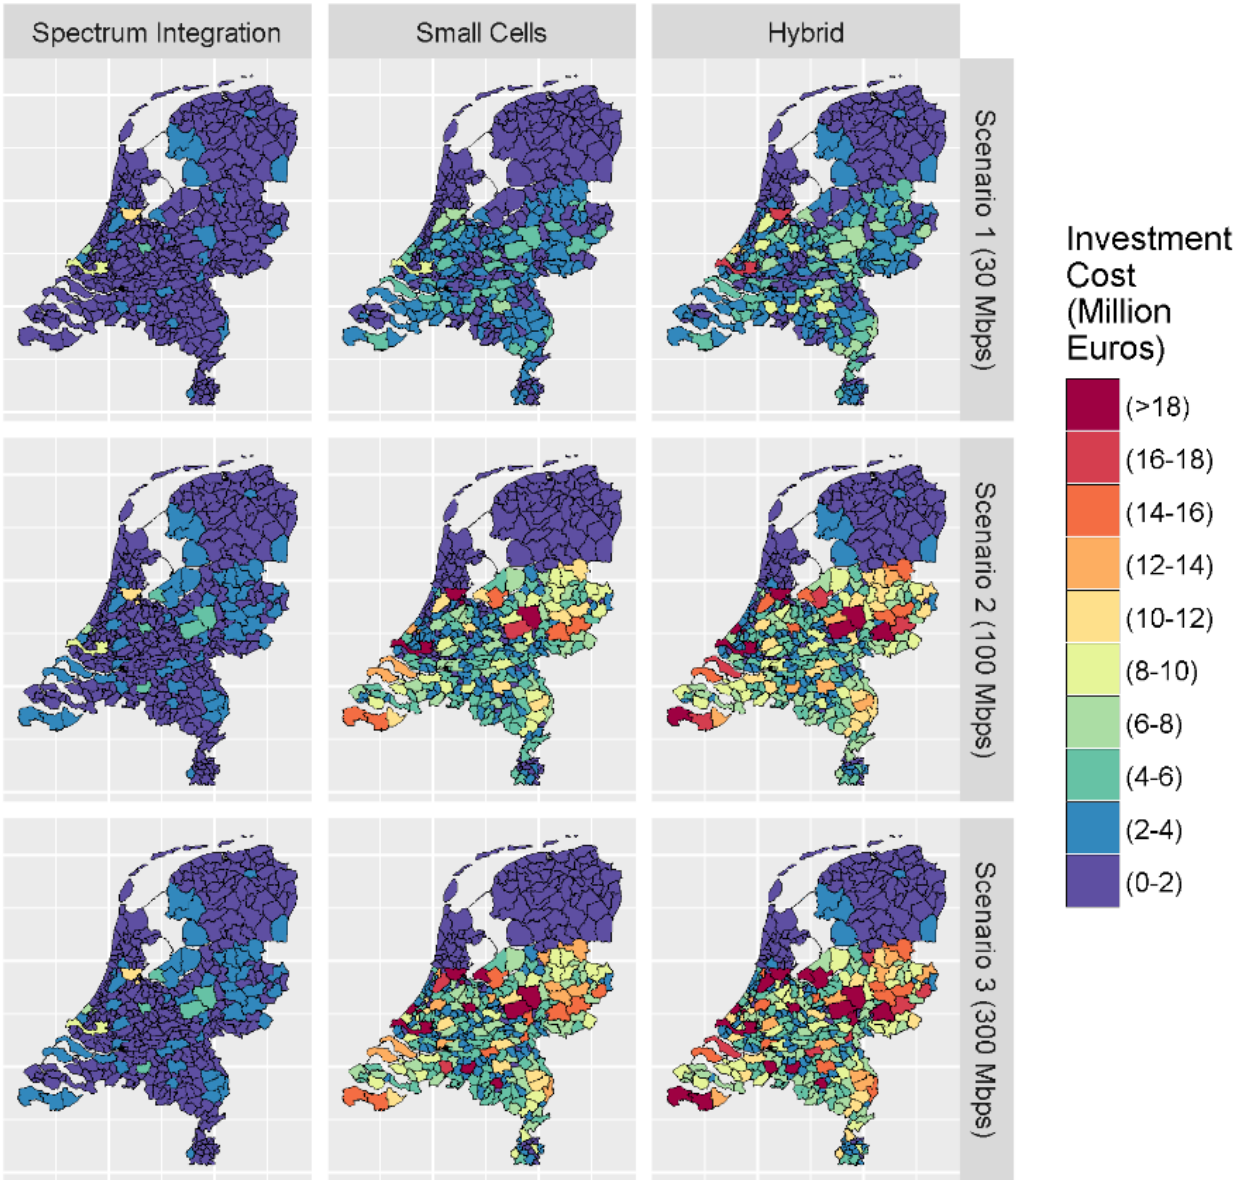 Spectrum Integration
Small Cells
Hybrid
Scenario 1 (30 Mbps)
Scenario 2 (100 Mbps)
Scenario 3 (300 Mbps)
Investment
Cost
(Million
Euros)
(>18)
(16-18)
(14-16)
(12-14)
(10-12)
(8-10)
(6-8)
(4-6)
(2-4)
(0-2)